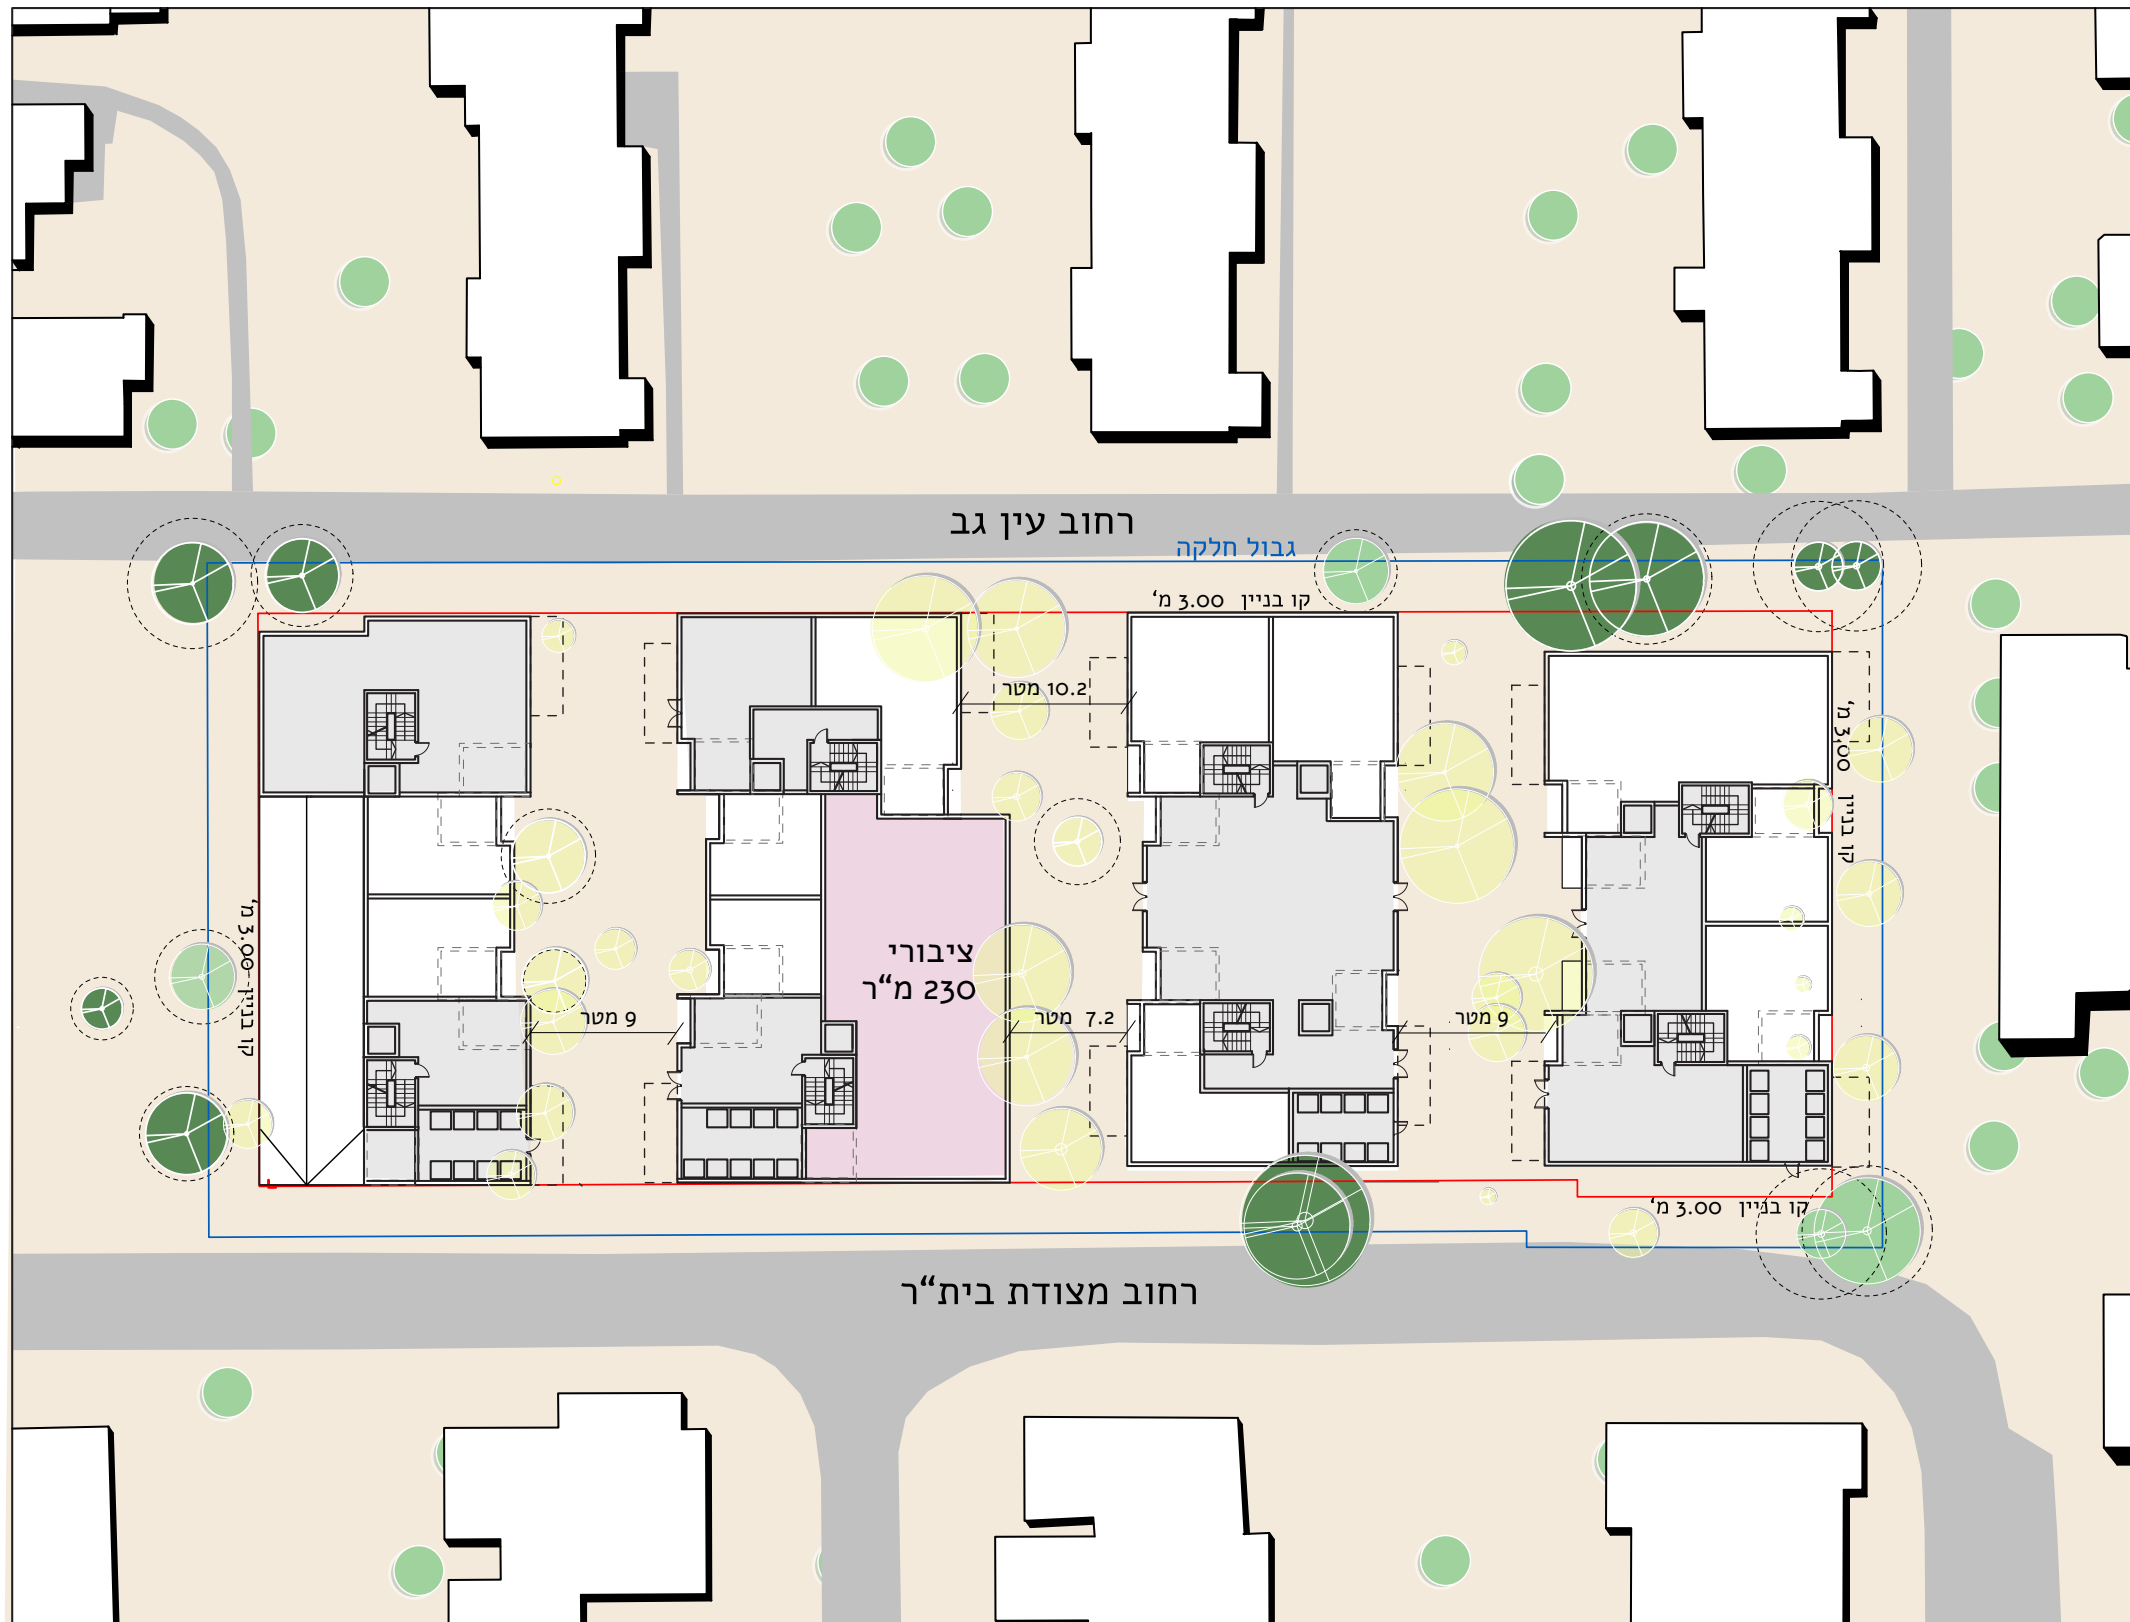 רחוב עין גב
גבול חלקה
קו בניין 3.00 מ'
10.2 מטר
קו בניין 3.00 מ'
קו בניין 3.00 מ'
ציבורי
230 מ"ר
9 מטר
7.2 מטר
9 מטר
קו בניין 3.00 מ'
רחוב מצודת בית"ר